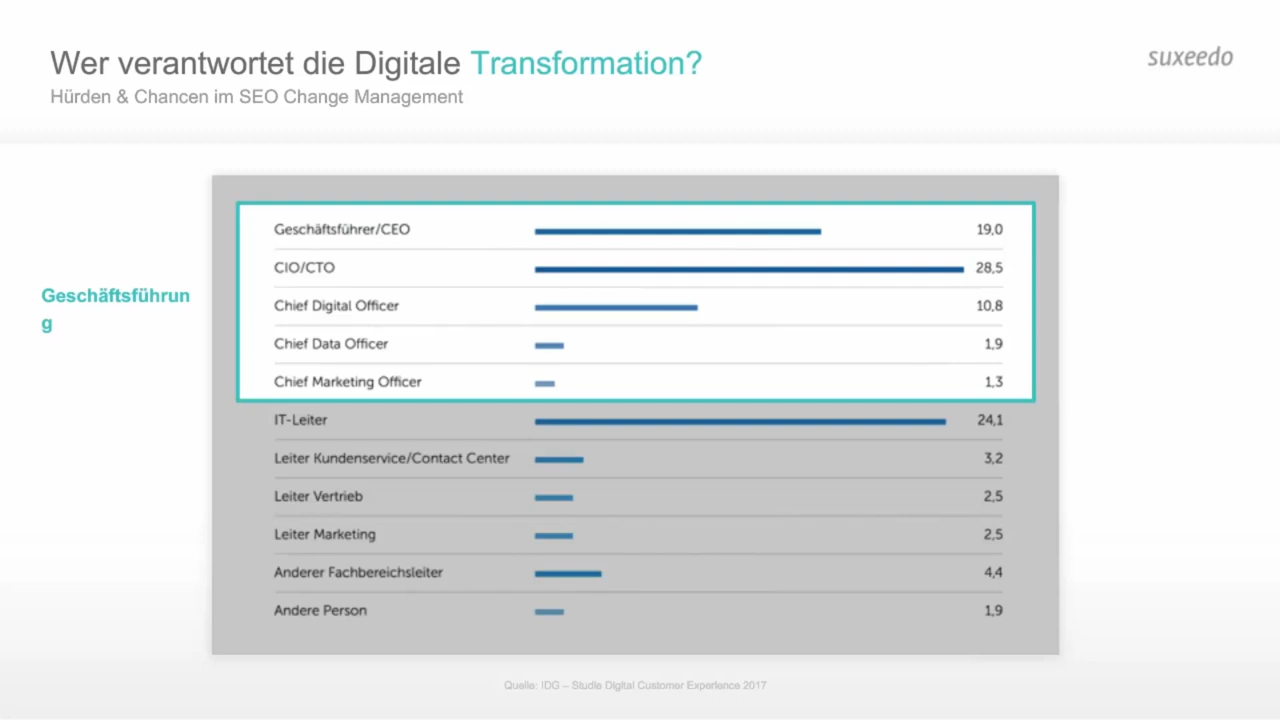 Wer verantwortet die Digitale Transformation?
suxeedo
Hürden & Chancen im SEO Change Management
Geschäftsführer/CEO 19,0
CIO/CTO 28,5
Geschäftsführun
g
Chief Digital Officer 10,8
Chief Data Officer 1,9
Chief Marketing Officer 1,3
IT-Leiter 24,1
Leiter Kundenservice/Contact Center 3,2
Leiter Vertrieb 2,5
Leiter Marketing 2,5
Anderer Fachbereichsleiter 4,4
Andere Person 1,9
Quelle: IDG – Studie Digital Customer Experience 2017